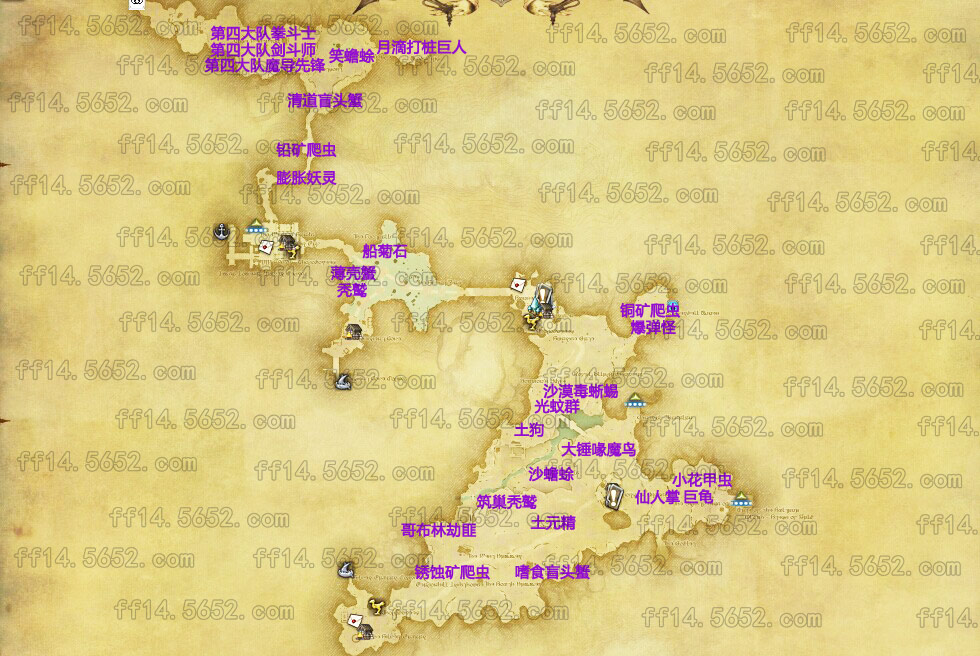 第四大队拳斗士
第四大队剑斗师
第四大队魔导先锋
笑蟾蜍
月滴打桩巨人
清道盲头蟹
铅矿爬虫
膨胀妖灵
船菊石
薄壳蟹
秃鹫
铜矿爬虫
爆弹怪
沙漠毒蜥蜴
光蚊群
土狗
大锤喙魔鸟
沙蟾蜍
小花甲虫
仙人掌 巨龟
筑巢秃鹫
土元精
哥布林劫匪
锈蚀矿爬虫
嗜食盲头蟹
ff14.5652.com